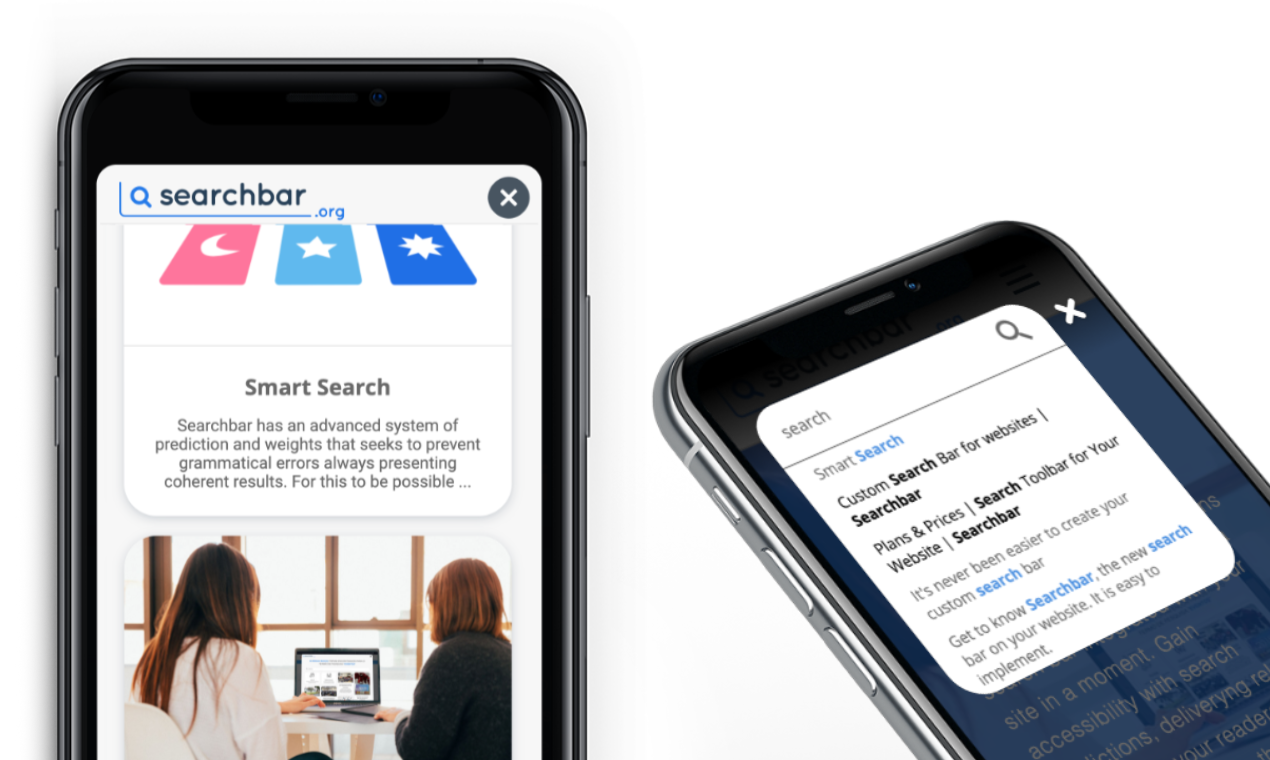 searchbar
.org
Smart Search
Searchbar has an advanced system of
prediction and weights that seeks to prevent
grammatical errors always presenting
coherent results. For this to be possible ...
searchbar
.org
search
Smart Search
Custom Search Bar for websites |
Searchbar
Plans & Prices | Search Toolbar for Your
Website | Searchbar
It's never been easier to create your
custom search bar
Get to know Searchbar, the new search
bar on your website. It is easy to
implement.
your
site in a moment. Gain
accessibility with search
delivering
your reader